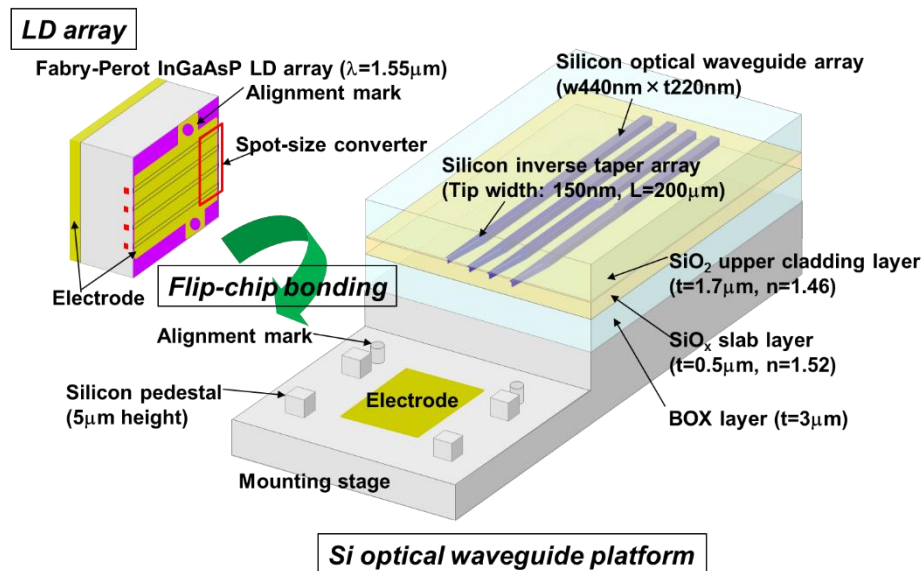 LD array
Fabry-Perot InGaAsP LD array (λ=1.55μm)
Alignment mark
Spot-size converter
Electrode
Flip-chip bonding
Silicon optical waveguide array
(w440nm × t220nm)
Silicon inverse taper array
(Tip width: 150nm, L=200μm)
SiO₂ upper cladding layer
(t=1.7μm, n=1.46)
SiOₓ slab layer
(t=0.5μm, n=1.52)
BOX layer (t=3μm)
Alignment mark
Silicon pedestal
(5μm height)
Electrode
Mounting stage
Si optical waveguide platform